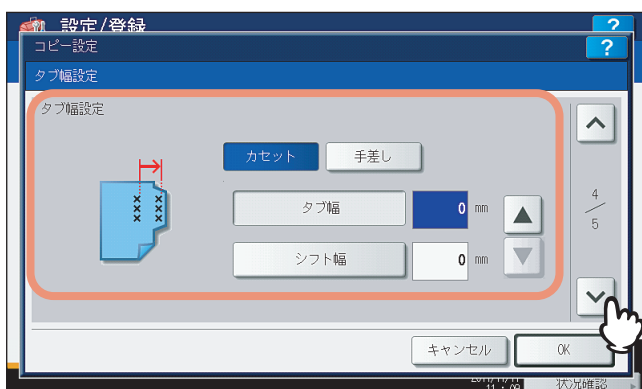 設定/登録 ?
コピー設定 ?
タブ幅設定
タブ幅設定
カセット 手差し
タブ幅 0 mm
シフト幅 0 mm
4
5
キャンセル OK
状況確認